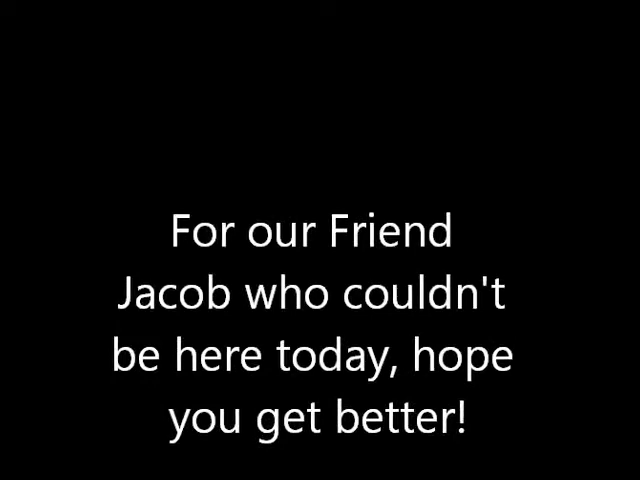 For our Friend
Jacob who couldn't
be here today, hope
you get better!